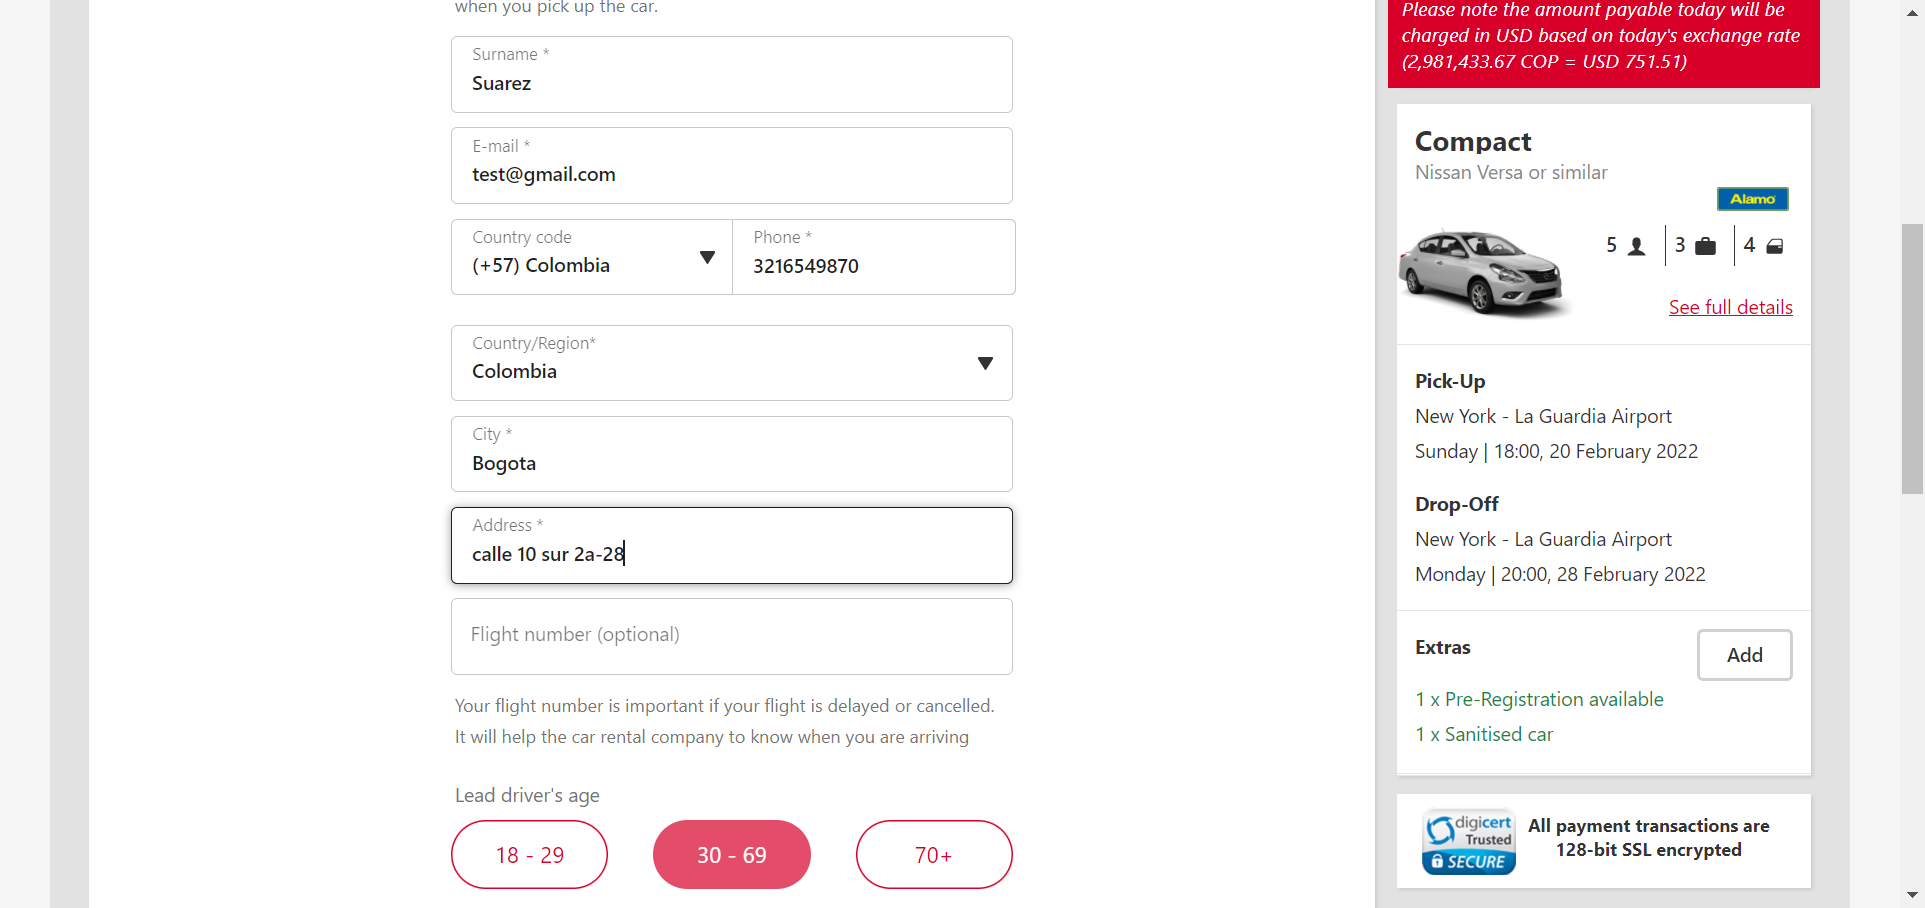 when you pick up the car.
Surname *
Suarez
E-mail *
test@gmail.com
Country code
(+57) Colombia
Phone *
3216549870
Country/Region*
Colombia
City *
Bogota
Address *
calle 10 sur 2a-28
Flight number (optional)
Your flight number is important if your flight is delayed or cancelled.
It will help the car rental company to know when you are arriving
Lead driver's age
18 - 29
30 - 69
70+
Please note the amount payable today will be
charged in USD based on today's exchange rate
(2,981,433.67 COP = USD 751.51)
Compact
Nissan Versa or similar
Alamo
5
3
4
See full details
Pick-Up
New York - La Guardia Airport
Sunday | 18:00, 20 February 2022
Drop-Off
New York - La Guardia Airport
Monday | 20:00, 28 February 2022
Extras
Add
1 x Pre-Registration available
1 x Sanitised car
digicert
Trusted
SECURE
All payment transactions are
128-bit SSL encrypted